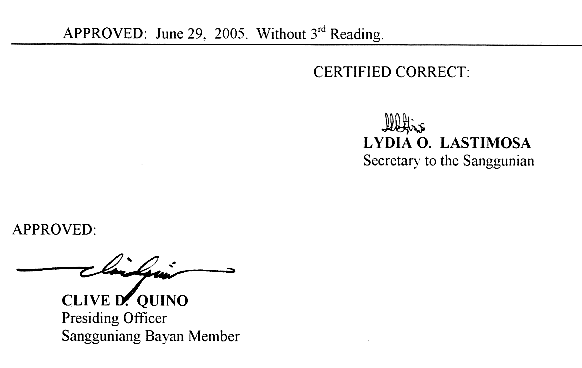 APPROVED: June 29, 2005. Without 3rd Reading.
CERTIFIED CORRECT:
LYDIA O. LASTIMOSA
Secretary to the Sanggunian
APPROVED:
CLIVE D. QUINO
Presiding Officer
Sangguniang Bayan Member